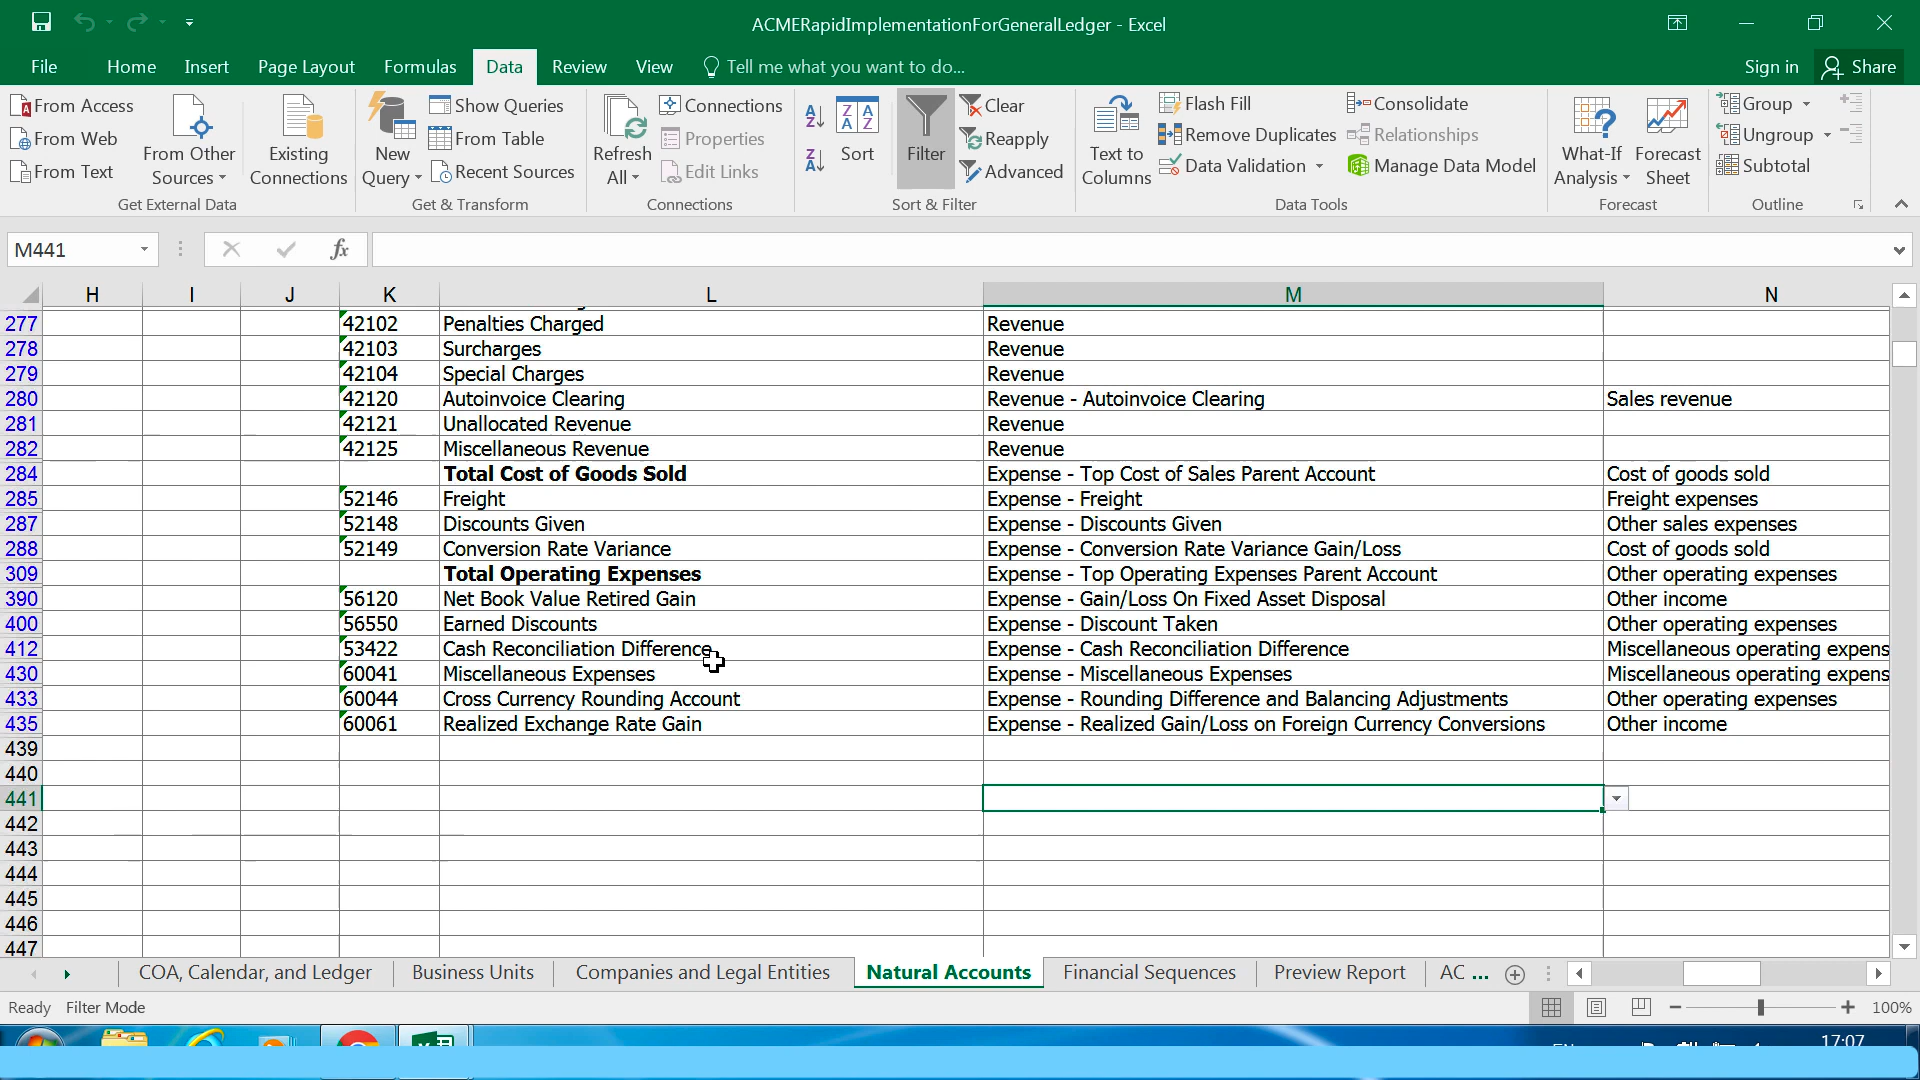 ACMERapidImplementationForGeneralLedger - Excel
File Home Insert Page Layout Formulas Data Review View Tell me what you want to do... Sign in Share
From Access
From Web
From Text
From Other Sources
Existing Connections
Get External Data
New Query
Show Queries
From Table
Recent Sources
Get & Transform
Refresh All
Connections
Properties
Edit Links
Connections
Sort
Filter
Clear
Reapply
Advanced
Sort & Filter
Text to Columns
Flash Fill
Remove Duplicates
Data Validation
Consolidate
Relationships
Manage Data Model
Data Tools
What-If Analysis
Forecast Sheet
Forecast
Group
Ungroup
Subtotal
Outline
M441 fx
H I J K L M N
277 42102 Penalties Charged Revenue
278 42103 Surcharges Revenue
279 42104 Special Charges Revenue
280 42120 Autoinvoice Clearing Revenue - Autoinvoice Clearing Sales revenue
281 42121 Unallocated Revenue Revenue
282 42125 Miscellaneous Revenue Revenue
284 Total Cost of Goods Sold Expense - Top Cost of Sales Parent Account Cost of goods sold
285 52146 Freight Expense - Freight Freight expenses
287 52148 Discounts Given Expense - Discounts Given Other sales expenses
288 52149 Conversion Rate Variance Expense - Conversion Rate Variance Gain/Loss Cost of goods sold
309 Total Operating Expenses Expense - Top Operating Expenses Parent Account Other operating expenses
390 56120 Net Book Value Retired Gain Expense - Gain/Loss On Fixed Asset Disposal Other income
400 56550 Earned Discounts Expense - Discount Taken Other operating expenses
412 53422 Cash Reconciliation Difference Expense - Cash Reconciliation Difference Miscellaneous operating expens
430 60041 Miscellaneous Expenses Expense - Miscellaneous Expenses Miscellaneous operating expens
433 60044 Cross Currency Rounding Account Expense - Rounding Difference and Balancing Adjustments Other operating expenses
435 60061 Realized Exchange Rate Gain Expense - Realized Gain/Loss on Foreign Currency Conversions Other income
439
440
441
442
443
444
445
446
447
COA, Calendar, and Ledger Business Units Companies and Legal Entities Natural Accounts Financial Sequences Preview Report AC ...
Ready Filter Mode 100%
17:07